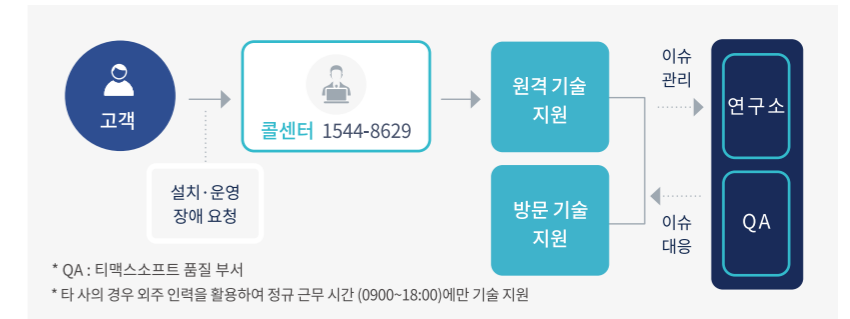 고객
설치·운영
장애 요청
콜센터 1544-8629
원격 기술
지원
방문 기술
지원
이슈
관리
이슈
대응
연구소
QA
* QA : 티맥스소프트 품질 부서
* 타 사의 경우 외주 인력을 활용하여 정규 근무 시간 (0900~18:00)에만 기술 지원